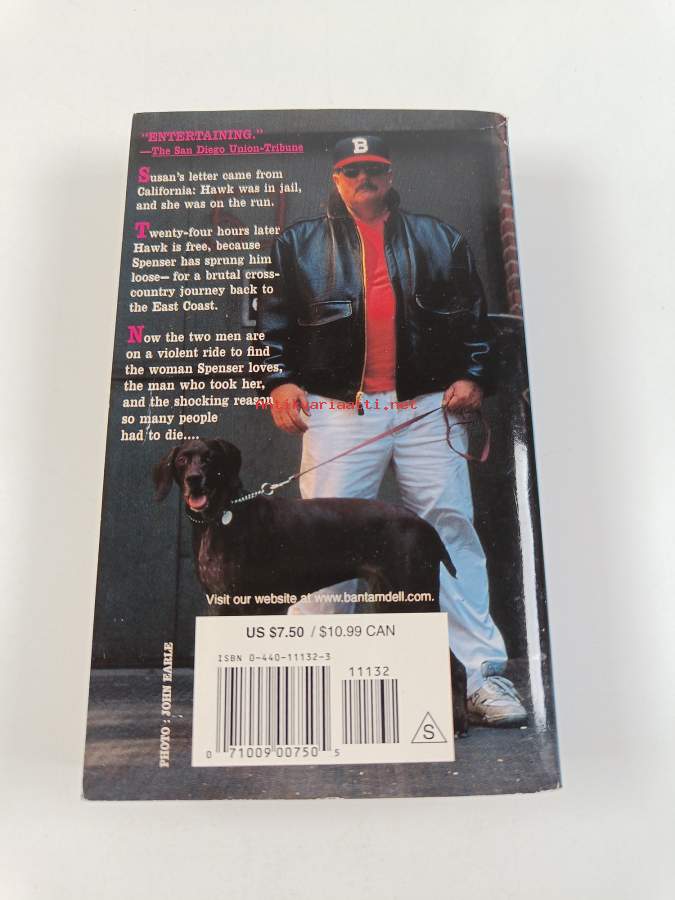 "ENTERTAINING."
—The San Diego Union-Tribune
Susan's letter came from
California: Hawk was in jail,
and she was on the run.
Twenty-four hours later
Hawk is free, because
Spenser has sprung him
loose—for a brutal cross-
country journey back to
the East Coast.
Now the two men are
on a violent ride to find
the woman Spenser loves,
the man who took her,
and the shocking reason
so many people
had to die....
B
Antikvariaatti.net
Visit our website at www.bantamdell.com.
US $7.50 / $10.99 CAN
ISBN 0-440-11132-3
11132
0 71009 00750 5
S
PHOTO : JOHN EARLE